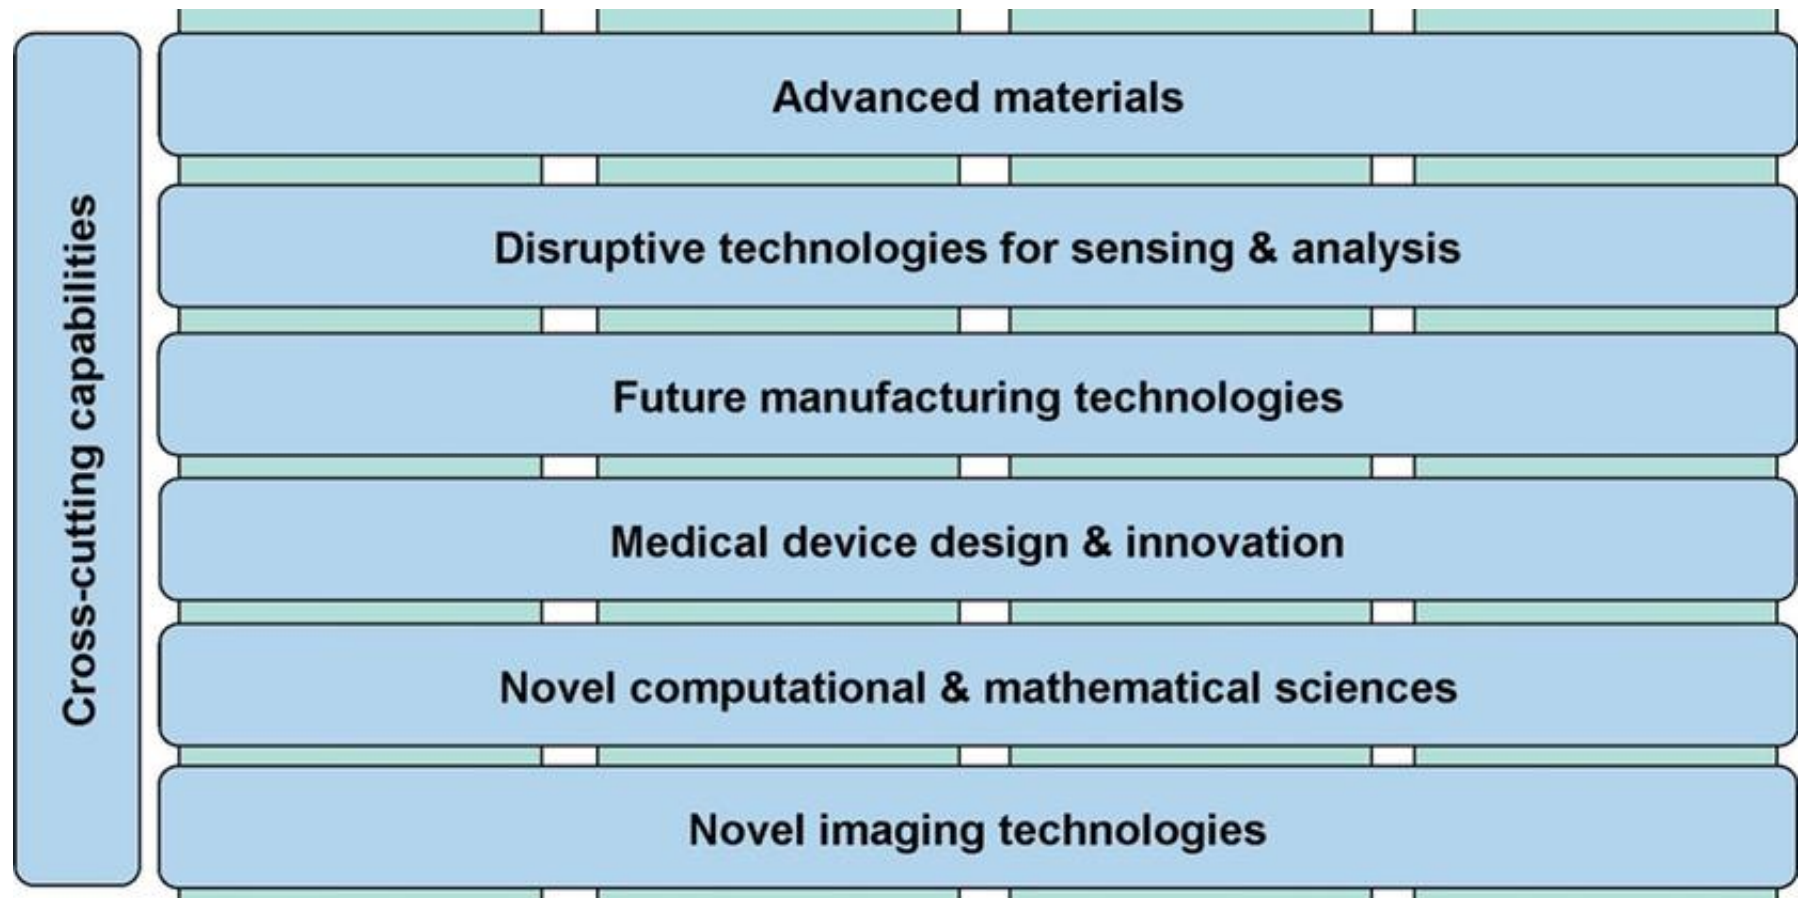 Cross-cutting capabilities
Advanced materials
Disruptive technologies for sensing & analysis
Future manufacturing technologies
Medical device design & innovation
Novel computational & mathematical sciences
Novel imaging technologies